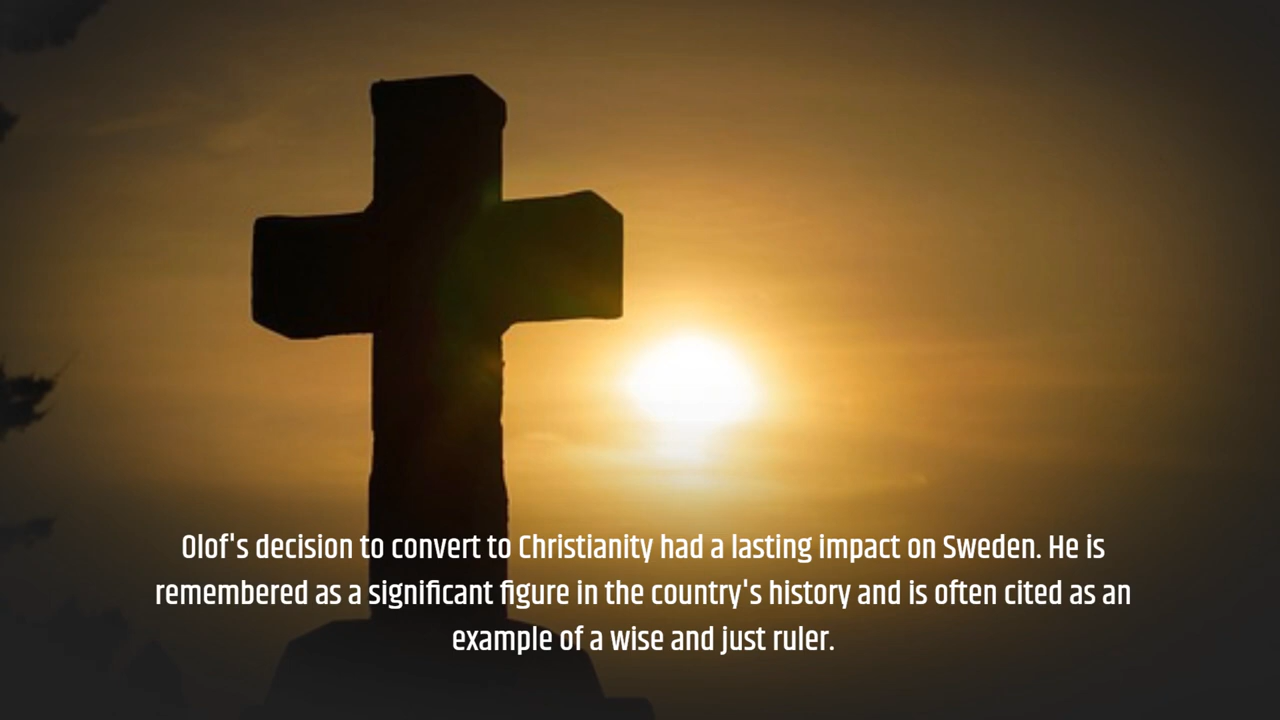 Olof's decision to convert to Christianity had a lasting impact on Sweden. He is
remembered as a significant figure in the country's history and is often cited as an
example of a wise and just ruler.